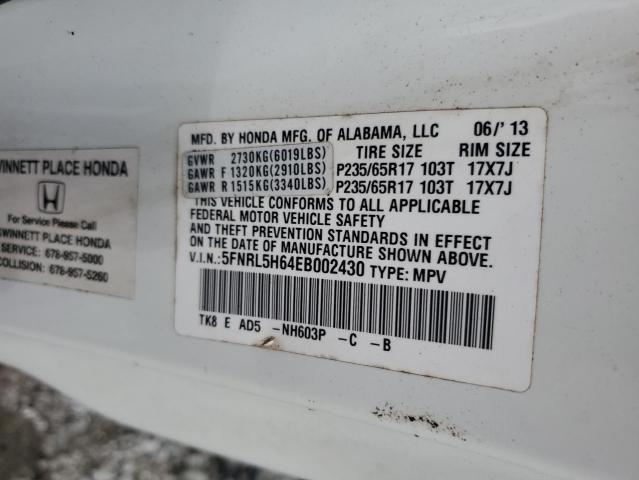 MFD. BY HONDA MFG. OF ALABAMA, LLC 06/'13
GVWR 2730KG(6019LBS) TIRE SIZE RIM SIZE
GAWR F 1320KG(2910LBS) P235/65R17 103T 17X7J
GAWR R 1515KG(3340LBS) P235/65R17 103T 17X7J
THIS VEHICLE CONFORMS TO ALL APPLICABLE
FEDERAL MOTOR VEHICLE SAFETY
AND THEFT PREVENTION STANDARDS IN EFFECT
ON THE DATE OF MANUFACTURE SHOWN ABOVE.
V.I.N.:5FNRL5H64EB002430 TYPE: MPV
TK8 E AD5 -NH603P -C -B
WINNETT PLACE HONDA
For Service Please Call
GWINNETT PLACE HONDA
SERVICE: 678-957-5000
COLLISION: 678-957-5260